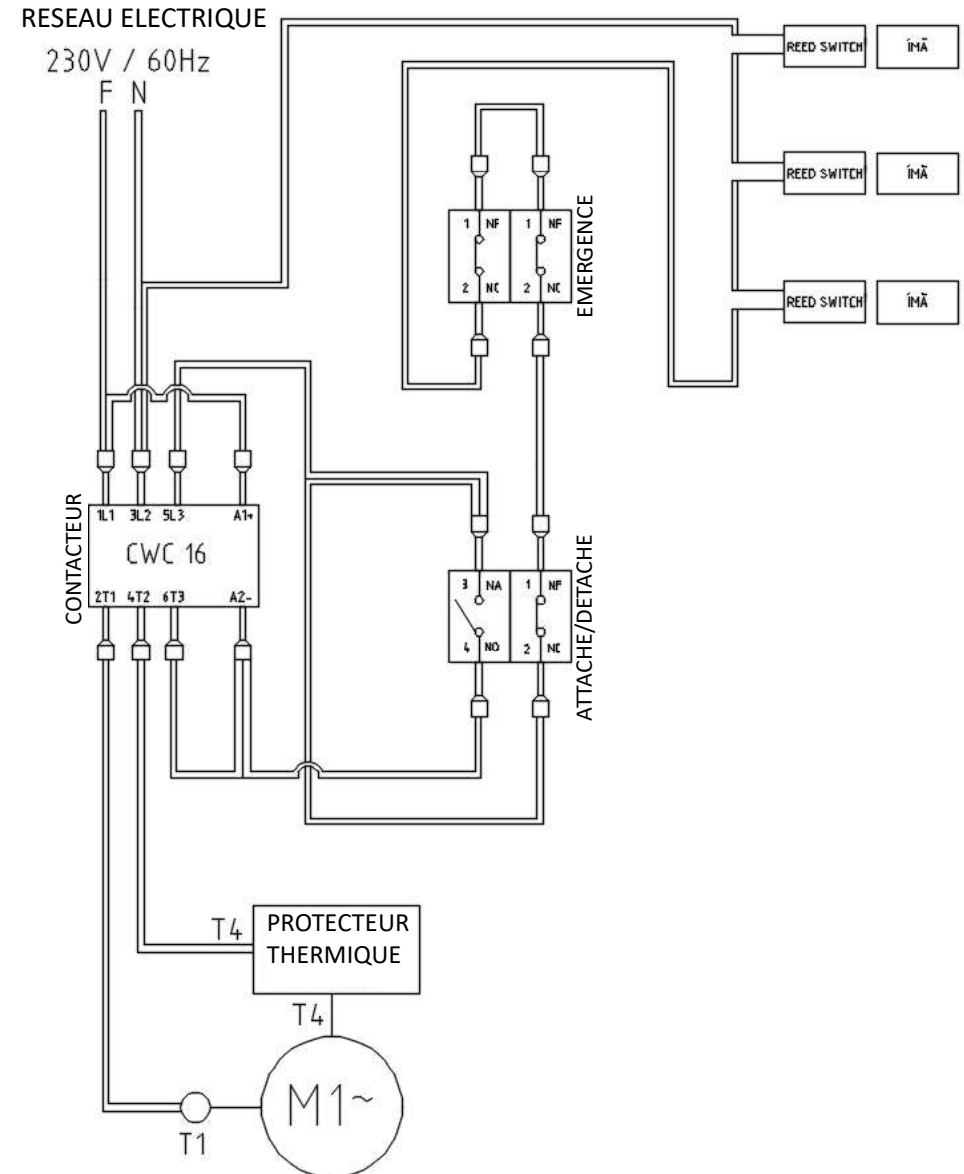 RESEAU ELECTRIQUE
230V / 60Hz
F N
REED SWITCH ÍMÃ
REED SWITCH ÍMÃ
REED SWITCH ÍMÃ
1 NF 1 NF
2 NC 2 NC
EMERGENCE
1L1 3L2 5L3 A1+
CWC 16
2T1 4T2 6T3 A2-
CONTACTEUR
3 NA 1 NF
4 NO 2 NC
ATTACHE/DETACHE
T4
PROTECTEUR
THERMIQUE
T4
M1~
T1